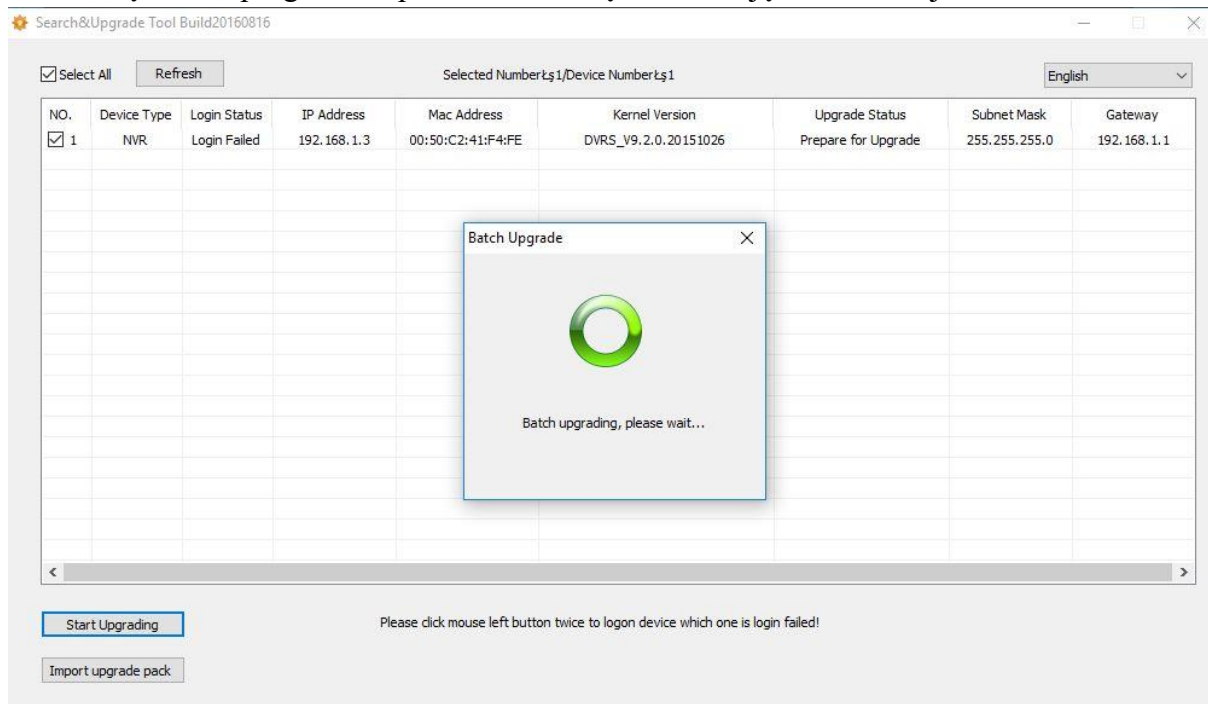 Search&Upgrade Tool Build20160816
Select All Refresh Selected NumberŁş1/Device NumberŁş1 English
NO. Device Type Login Status IP Address Mac Address Kernel Version Upgrade Status Subnet Mask Gateway
1 NVR Login Failed 192.168.1.3 00:50:C2:41:F4:FE DVRS_V9.2.0.20151026 Prepare for Upgrade 255.255.255.0 192.168.1.1
Batch Upgrade
Batch upgrading, please wait...
Start Upgrading Please click mouse left button twice to logon device which one is login failed!
Import upgrade pack